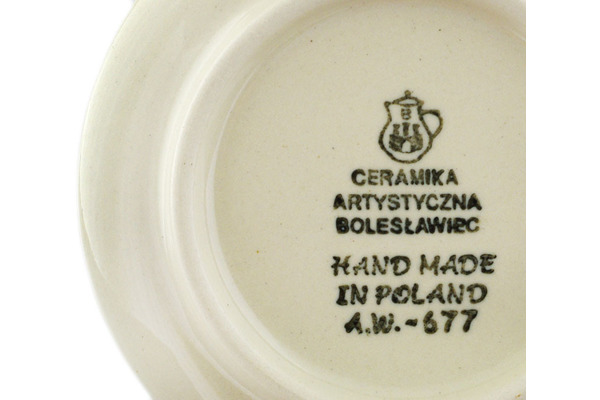 CERAMIKA
ARTYSTYCZNA
BOLESŁAWIEC
HAND MADE
IN POLAND
A.W.-677